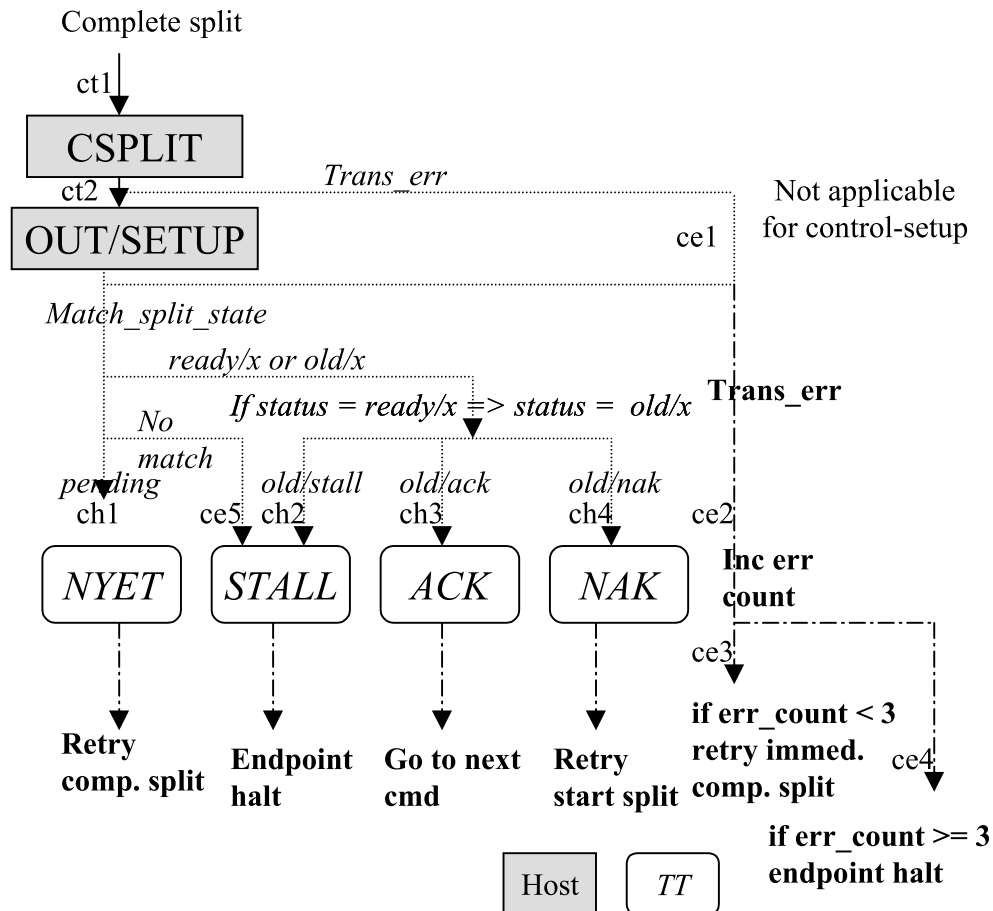 Complete split
ct1
CSPLIT
ct2
Trans_err
Not applicable
for control-setup
OUT/SETUP
ce1
Match_split_state
ready/x or old/x
Trans_err
If status = ready/x => status = old/x
No
match
pending
old/stall
old/ack
old/nak
ch1
ce5
ch2
ch3
ch4
ce2
NYET
STALL
ACK
NAK
Inc err
count
ce3
if err_count < 3
retry immed.
comp. split
ce4
Retry
comp. split
Endpoint
halt
Go to next
cmd
Retry
start split
if err_count >= 3
endpoint halt
Host
TT